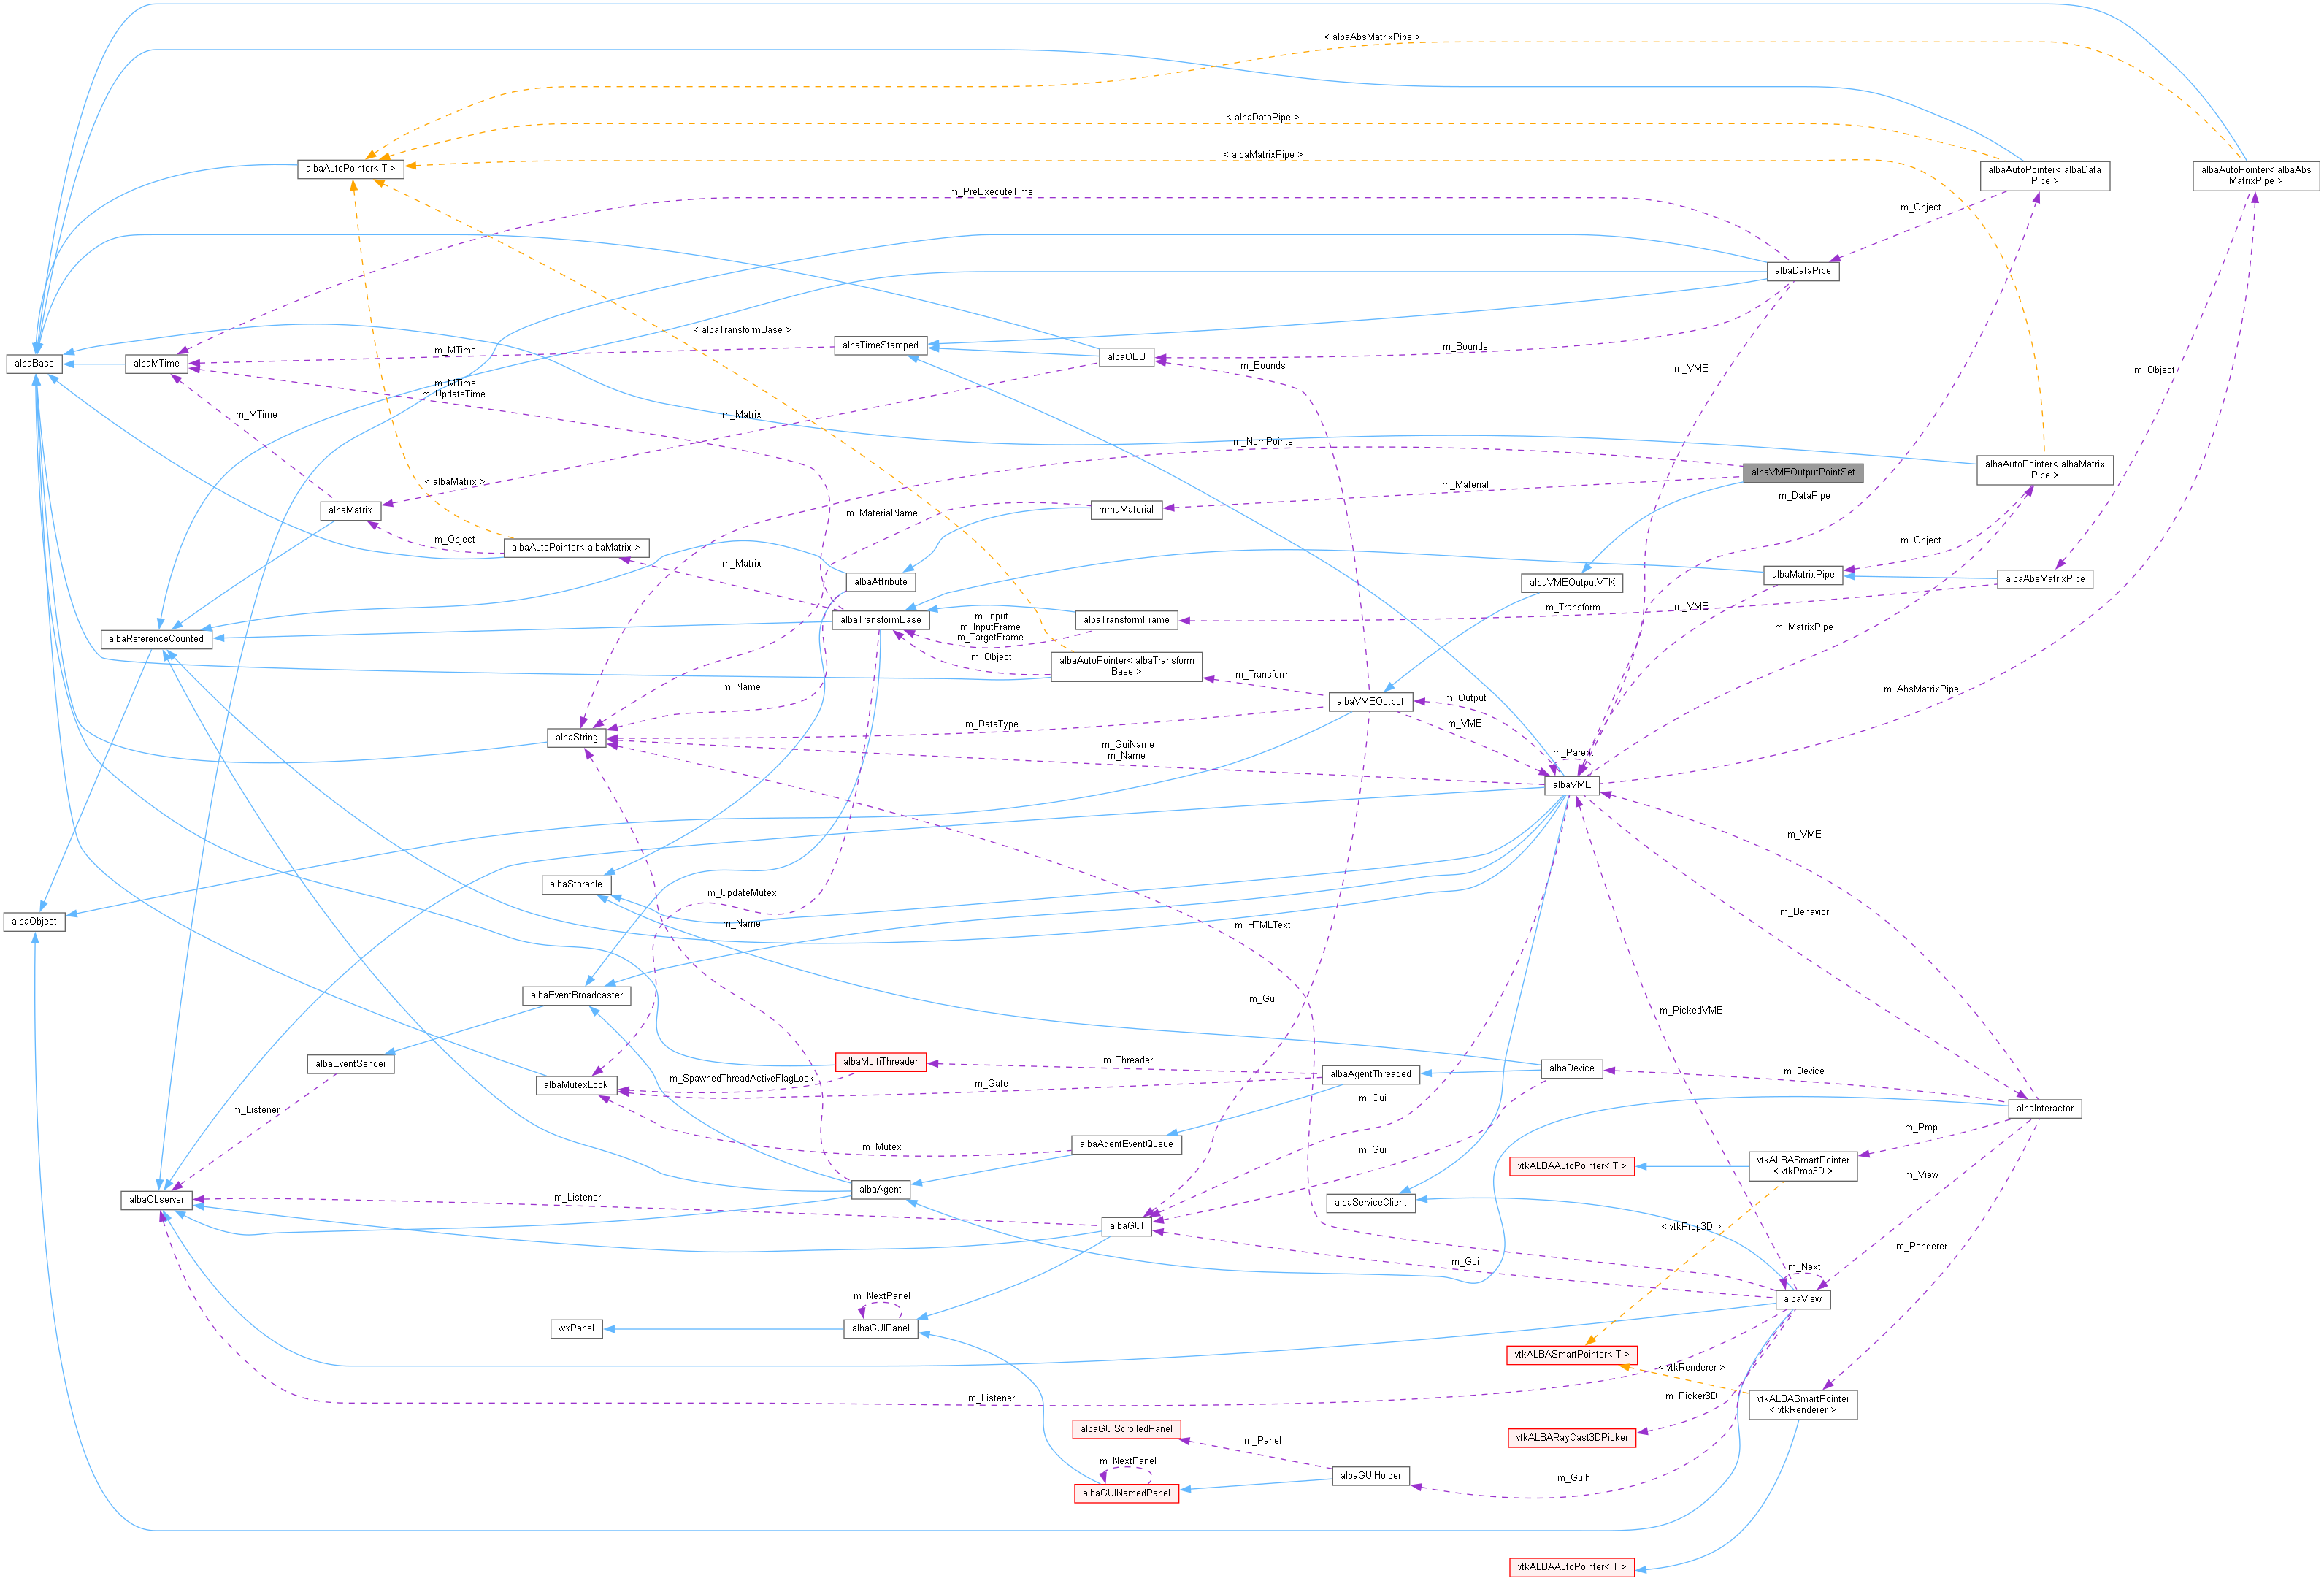 < albaAbsMatrixPipe >
< albaDataPipe >
< albaMatrixPipe >
albaAutoPointer< T >
albaAutoPointer< albaData
Pipe >
albaAutoPointer< albaAbs
MatrixPipe >
m_PreExecuteTime
m_Object
albaDataPipe
< albaTransformBase >
albaTimeStamped
m_MTime
m_Bounds
albaOBB
albaBase
albaMTime
m_Bounds
m_VME
m_Object
m_MTime
m_UpdateTime
m_MTime
m_Matrix
m_NumPoints
albaVMEOutputPointSet
albaAutoPointer< albaMatrix
Pipe >
< albaMatrix >
m_Material
m_DataPipe
albaMatrix
mmaMaterial
m_MaterialName
m_Object
albaAutoPointer< albaMatrix >
m_Object
m_Matrix
albaAttribute
albaVMEOutputVTK
albaMatrixPipe
albaAbsMatrixPipe
m_Transform
m_VME
albaReferenceCounted
albaTransformBase
m_Input
m_InputFrame
m_TargetFrame
albaTransformFrame
m_MatrixPipe
m_Object
albaAutoPointer< albaTransform
Base >
m_Transform
m_Name
m_AbsMatrixPipe
albaVMEOutput
m_Output
m_DataType
m_VME
albaString
m_GuiName
m_Name
m_Parent
albaVME
m_VME
albaStorable
m_UpdateMutex
m_Name
m_HTMLText
m_Behavior
albaObject
albaEventBroadcaster
m_Gui
m_PickedVME
albaEventSender
albaMultiThreader
m_Threader
albaAgentThreaded
albaDevice
m_Device
albaMutexLock
m_SpawnedThreadActiveFlagLock
m_Gate
m_Gui
albaInteractor
m_Listener
m_Mutex
albaAgentEventQueue
m_Gui
m_Prop
vtkALBAAutoPointer< T >
vtkALBASmartPointer
< vtkProp3D >
m_View
albaObserver
m_Listener
albaAgent
albaServiceClient
albaGUI
< vtkProp3D >
m_Renderer
m_Gui
m_Next
m_NextPanel
albaView
wxPanel
albaGUIPanel
vtkALBASmartPointer< T >
< vtkRenderer >
m_Listener
m_Picker3D
vtkALBASmartPointer
< vtkRenderer >
albaGUIScrolledPanel
m_Panel
vtkALBARayCast3DPicker
m_NextPanel
albaGUIHolder
m_Guih
albaGUINamedPanel
vtkALBAAutoPointer< T >